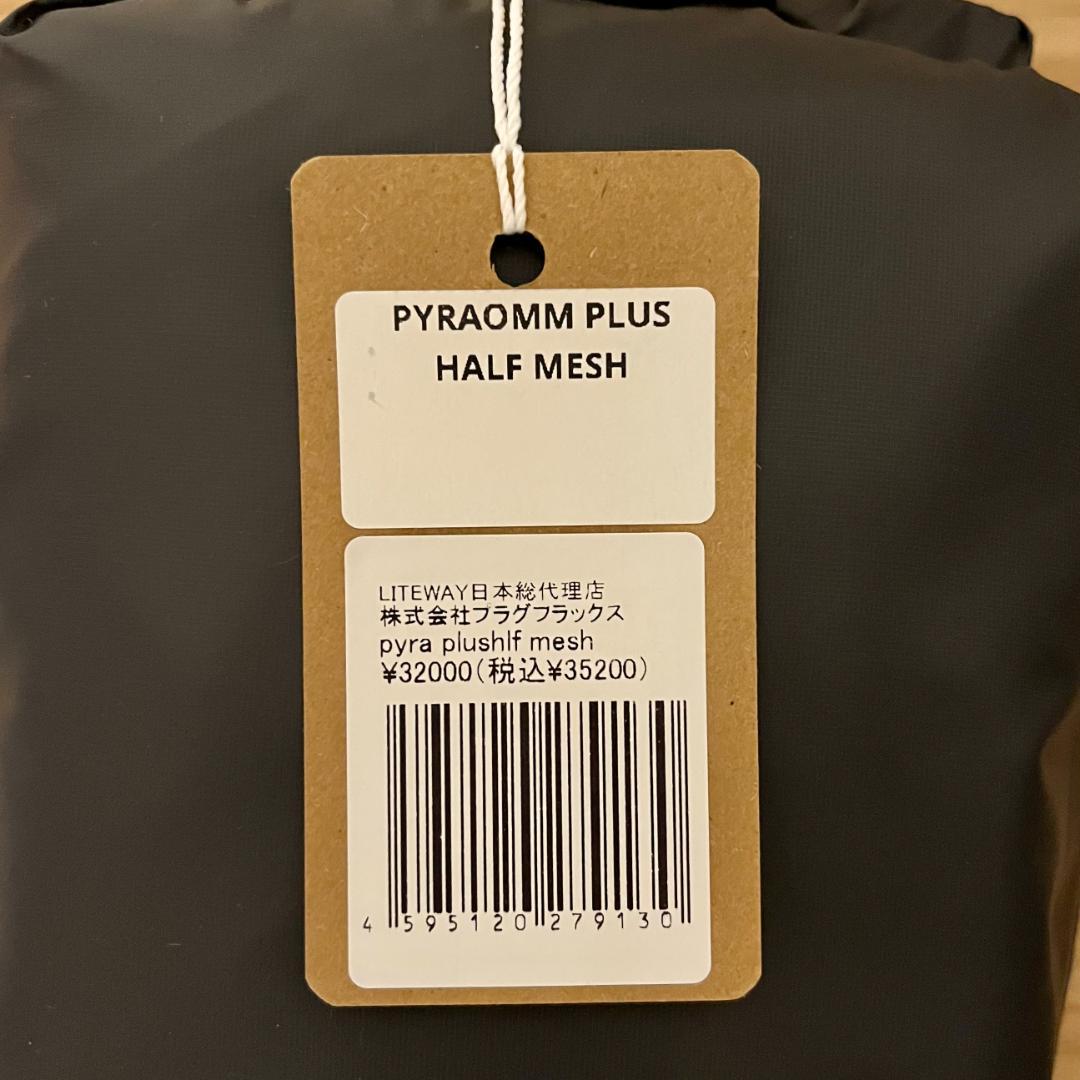 PYRAOMM PLUS
HALF MESH
LITEWAY日本総代理店
株式会社プラグフラックス
pyra plushlf mesh
¥32000(税込¥35200)
4 595120 279130